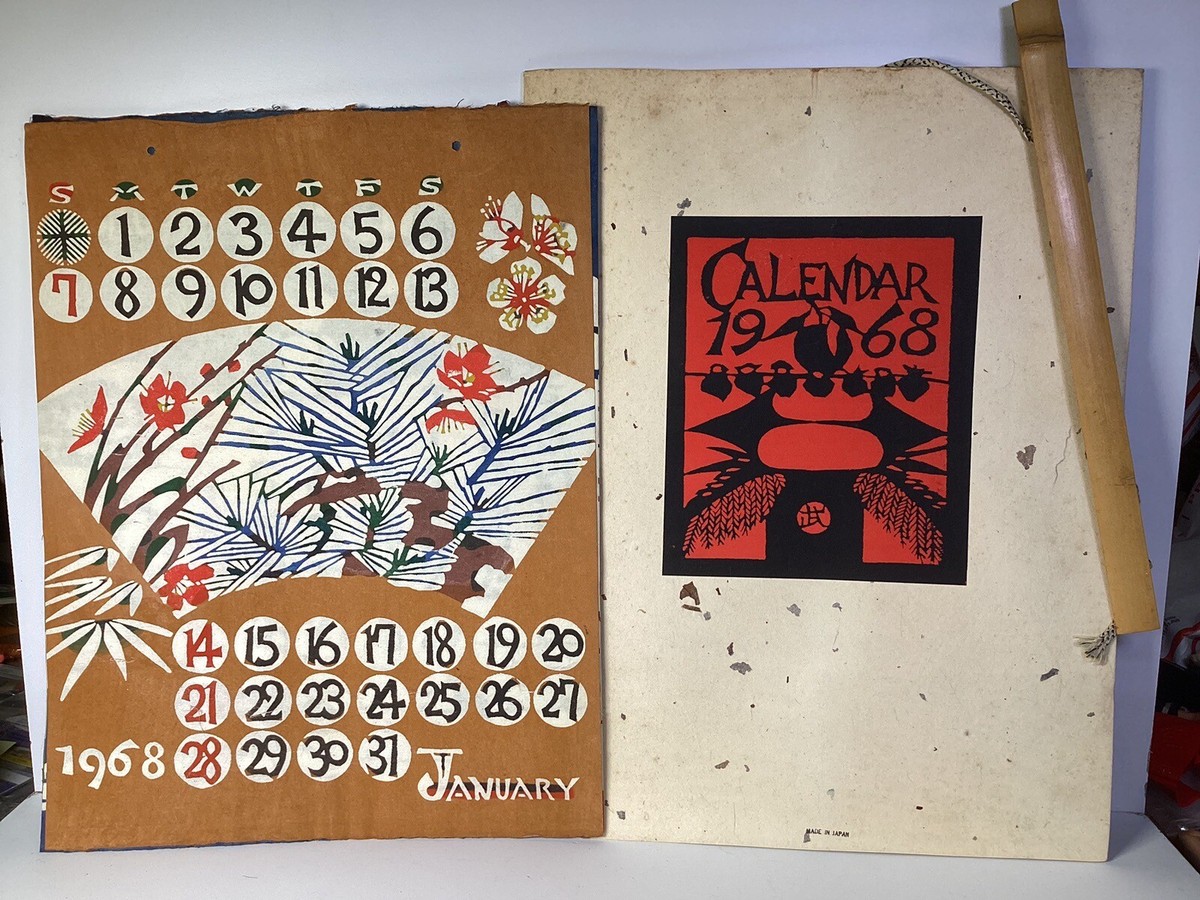 S M T W T F S
1 2 3 4 5 6
7 8 9 10 11 12 13
14 15 16 17 18 19 20
21 22 23 24 25 26 27
28 29 30 31
1968
JANUARY
CALENDAR
1968
武
MADE IN JAPAN